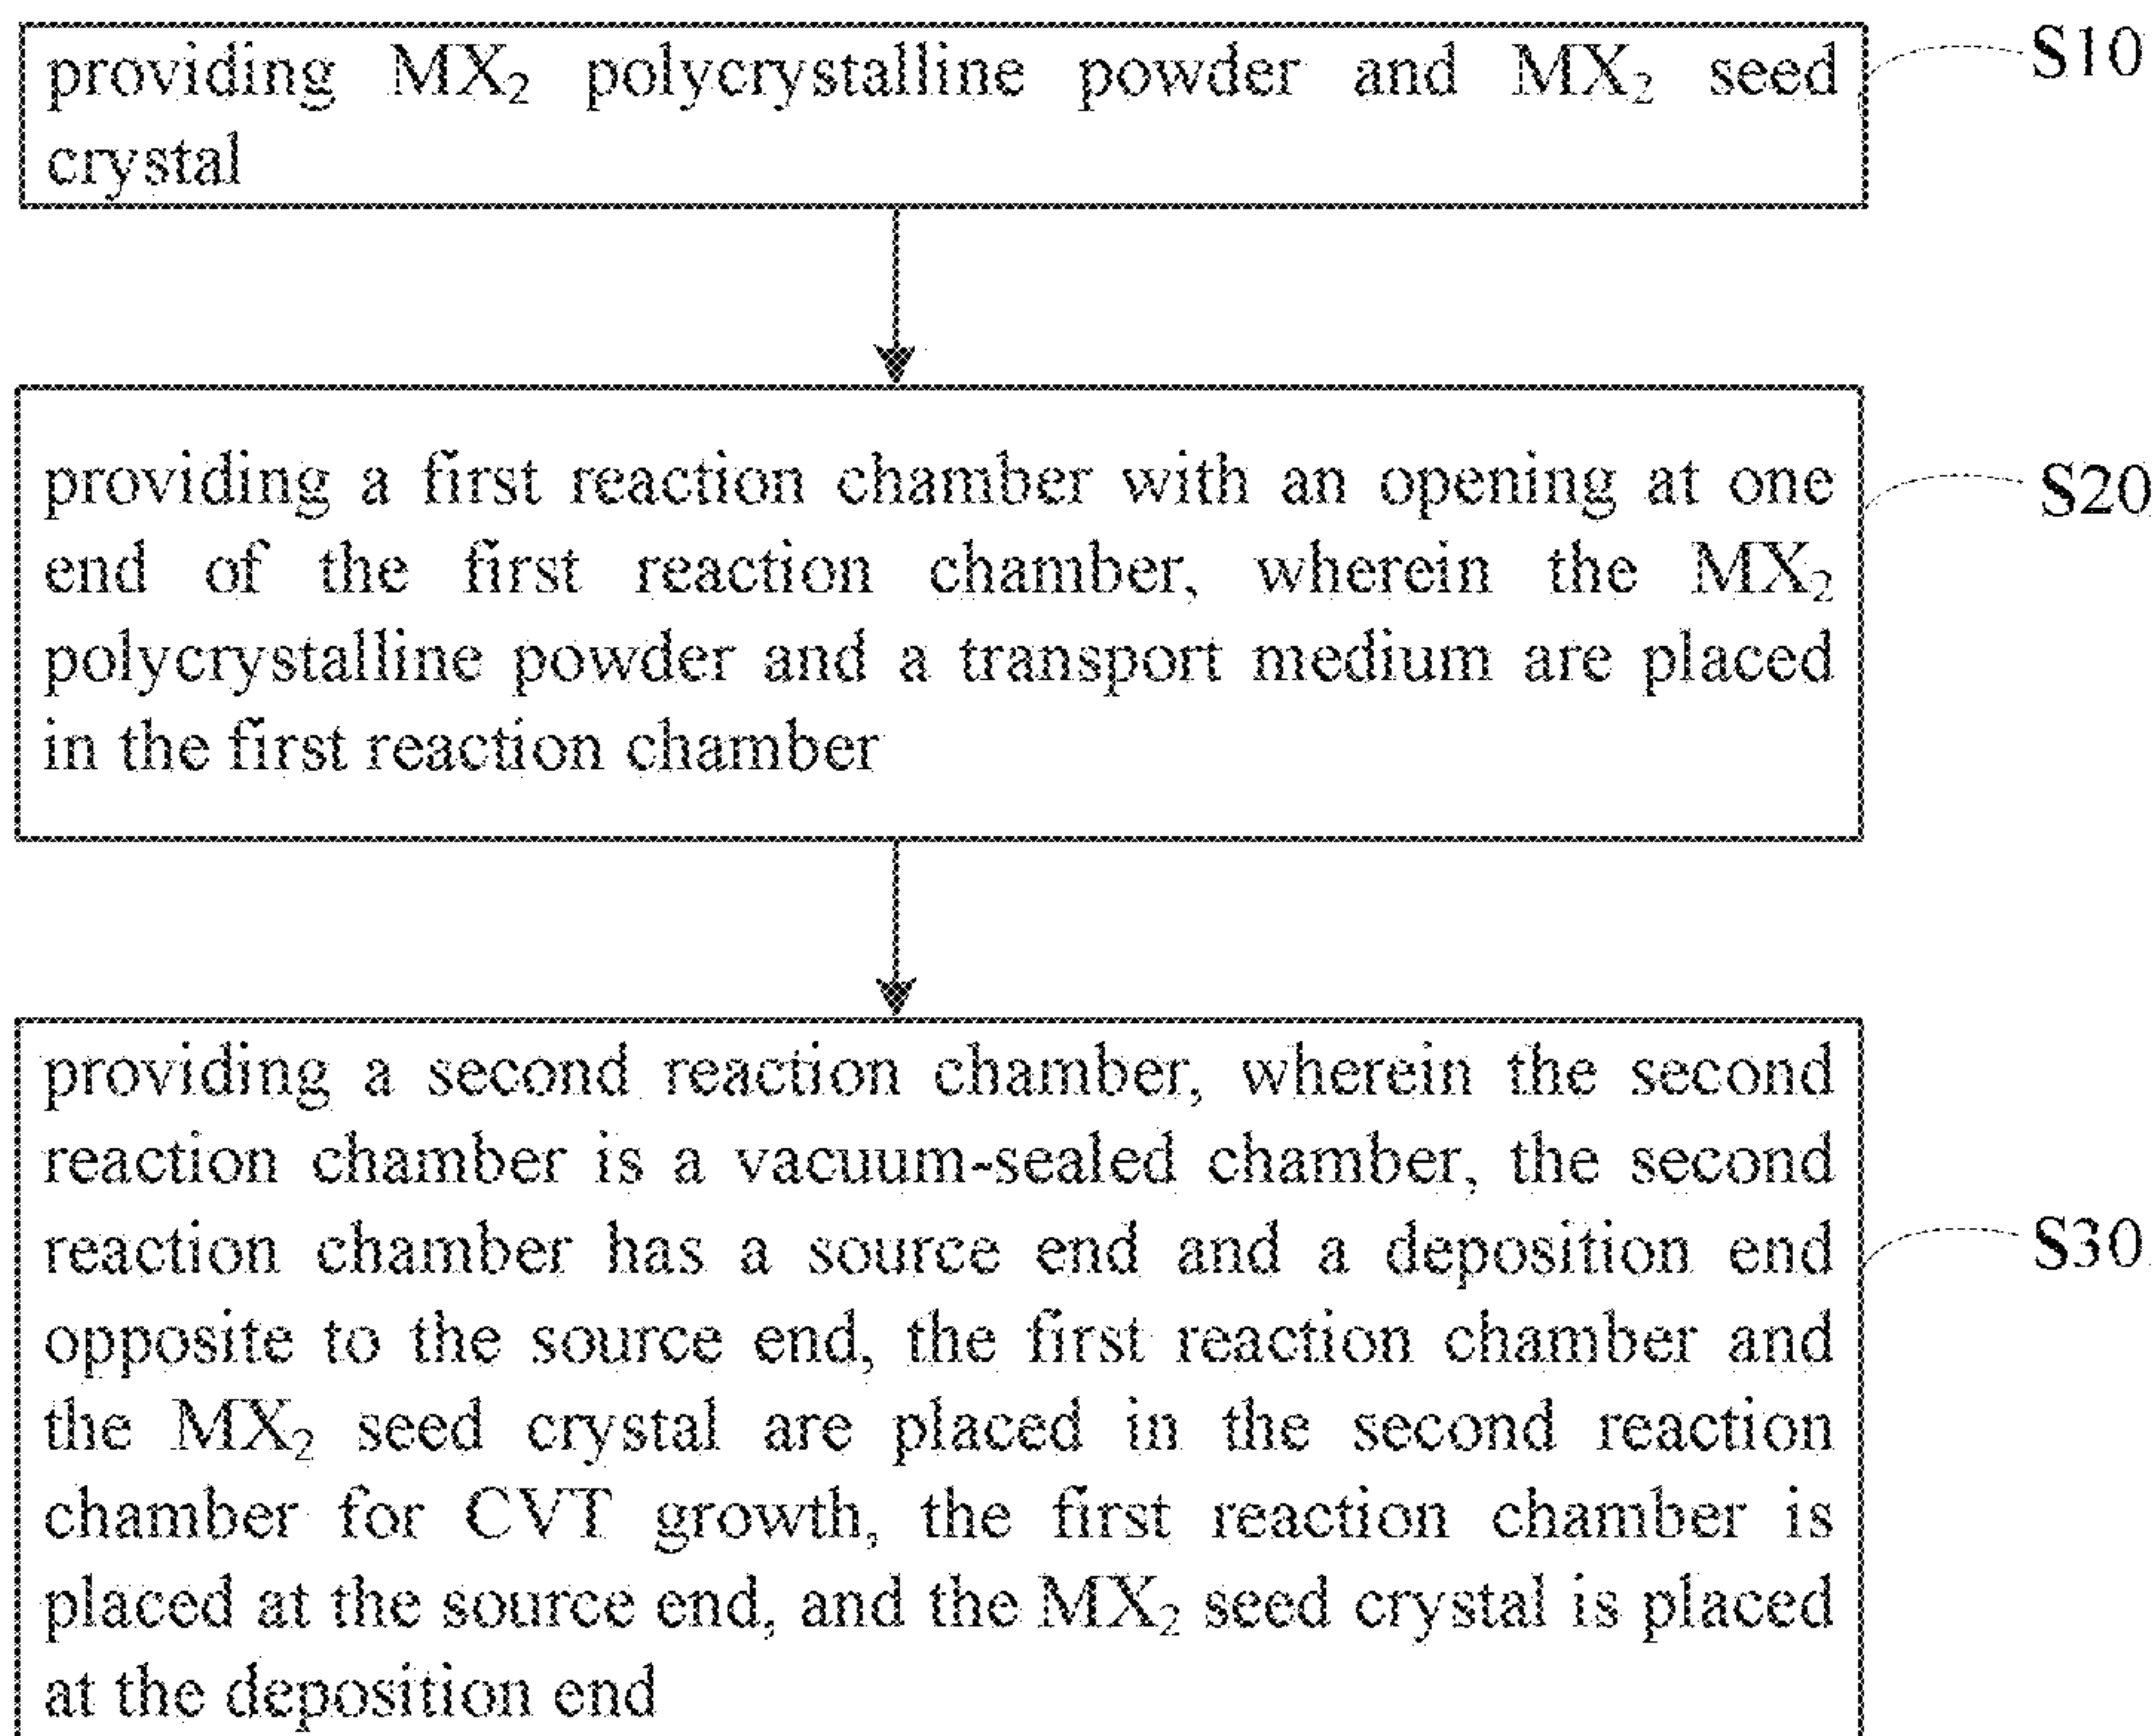 providing MX₂ polycrystalline powder and MX₂ seed
crystal
S10
providing a first reaction chamber with an opening at one
end of the first reaction chamber, wherein the MX₂
polycrystalline powder and a transport medium are placed
in the first reaction chamber
S20
providing a second reaction chamber, wherein the second
reaction chamber is a vacuum-sealed chamber, the second
reaction chamber has a source end and a deposition end
opposite to the source end, the first reaction chamber and
the MX₂ seed crystal are placed in the second reaction
chamber for CVT growth, the first reaction chamber is
placed at the source end, and the MX₂ seed crystal is placed
at the deposition end
S30